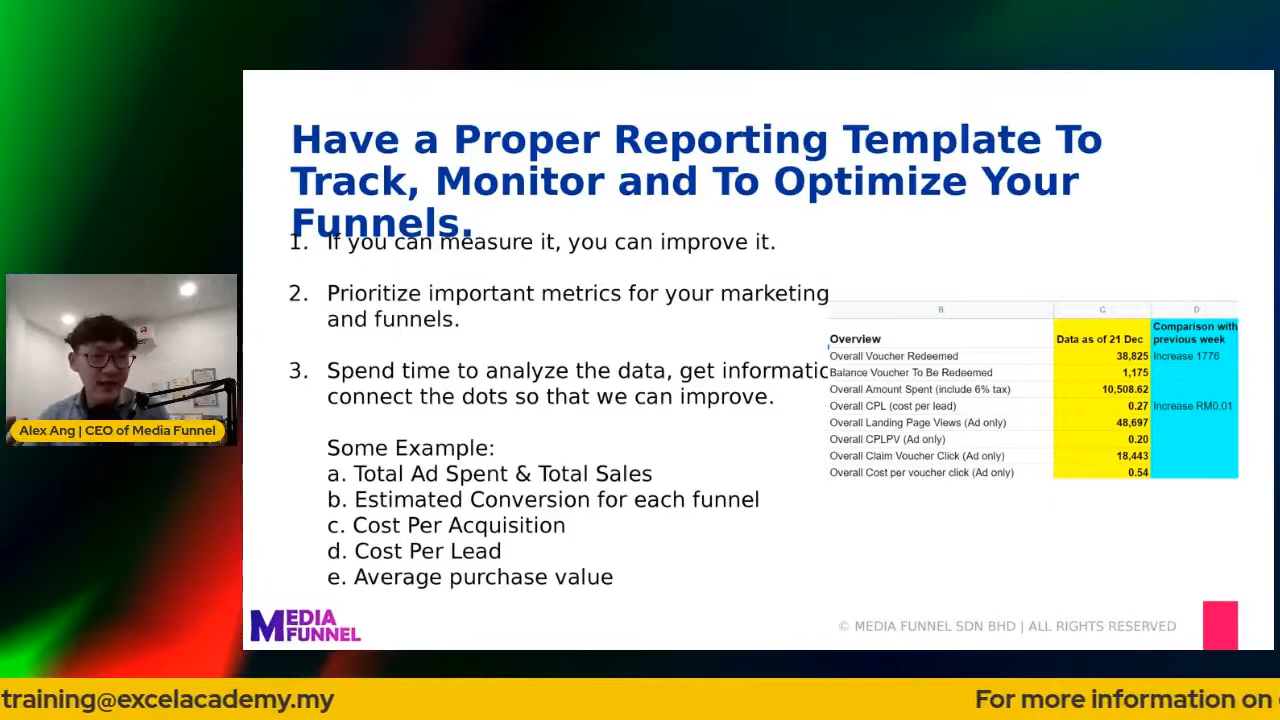 Have a Proper Reporting Template To
Track, Monitor and To Optimize Your
Funnels.
1. If you can measure it, you can improve it.
2. Prioritize important metrics for your marketing
and funnels.
3. Spend time to analyze the data, get informatic
connect the dots so that we can improve.
Some Example:
a. Total Ad Spent & Total Sales
b. Estimated Conversion for each funnel
c. Cost Per Acquisition
d. Cost Per Lead
e. Average purchase value
B C D
Overview Data as of 21 Dec Comparison with previous week
Overall Voucher Redeemed 38,825 Increase 1776
Balance Voucher To Be Redeemed 1,175
Overall Amount Spent (include 6% tax) 10,508.62
Overall CPL (cost per lead) 0.27 Increase RM0.01
Overall Landing Page Views (Ad only) 48,697
Overall CPLPV (Ad only) 0.20
Overall Claim Voucher Click (Ad only) 18,443
Overall Cost per voucher click (Ad only) 0.54
Alex Ang | CEO of Media Funnel
MEDIA
FUNNEL
© MEDIA FUNNEL SDN BHD | ALL RIGHTS RESERVED
training@excelacademy.my
For more information on